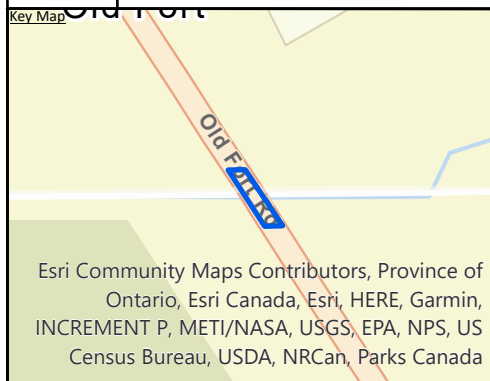 Old Fort
Key Map
Old Fort Rd
Esri Community Maps Contributors, Province of
Ontario, Esri Canada, Esri, HERE, Garmin,
INCREMENT P, METI/NASA, USGS, EPA, NPS, US
Census Bureau, USDA, NRCan, Parks Canada